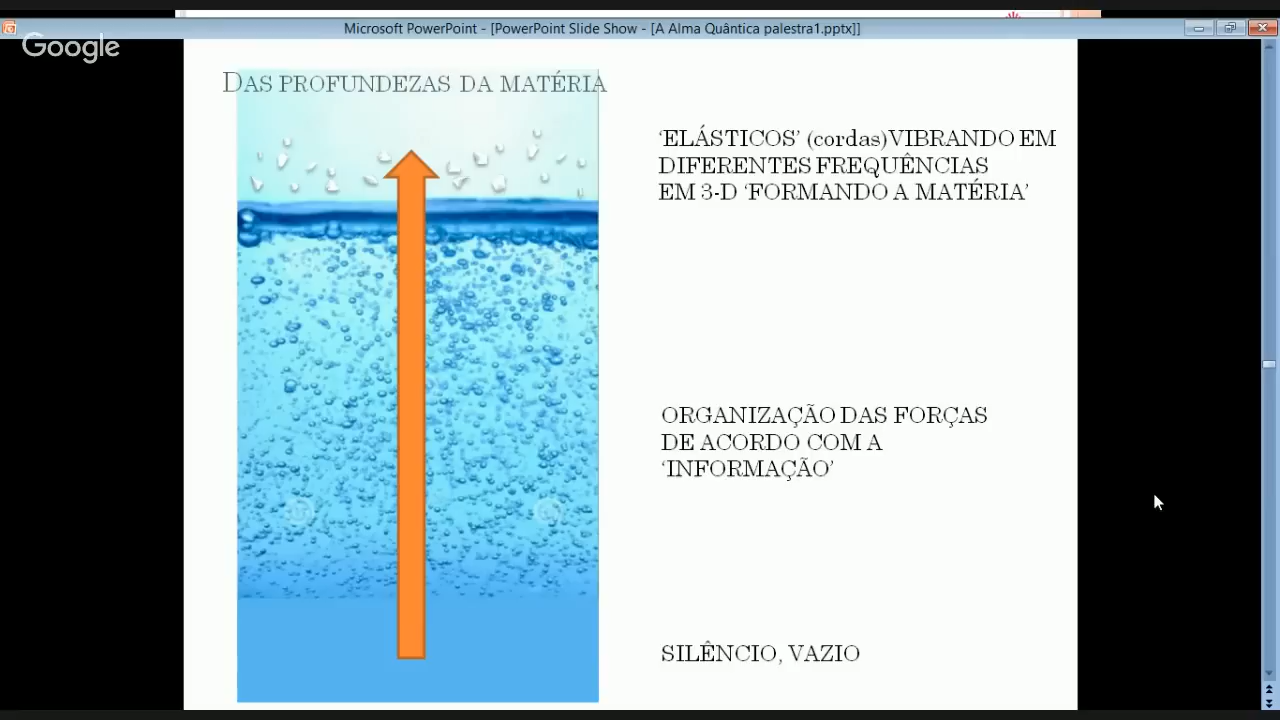 Microsoft PowerPoint - [PowerPoint Slide Show - [A Alma Quântica palestra1.pptx]]
Google
DAS PROFUNDEZAS DA MATÉRIA
‘ELÁSTICOS’ (cordas)VIBRANDO EM
DIFERENTES FREQUÊNCIAS
EM 3-D ‘FORMANDO A MATÉRIA’
ORGANIZAÇÃO DAS FORÇAS
DE ACORDO COM A
‘INFORMAÇÃO’
SILÊNCIO, VAZIO